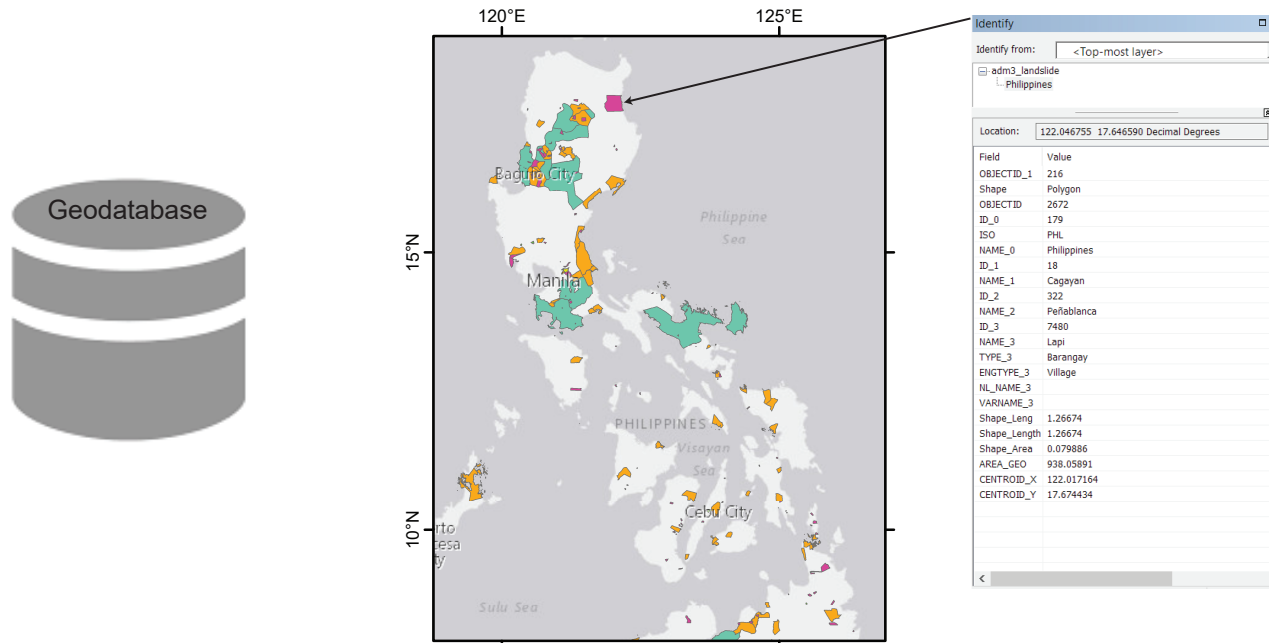 Geodatabase
120°E
125°E
15°N
10°N
Baguio City
Philippine
Sea
Manila
PHILIPPINES
Visayan
Sea
Cebu City
rto
cesa
ty
Sulu Sea
Identify
Identify from:
<Top-most layer>
adm3_landslide
Philippines
Location:
122.046755 17.646590 Decimal Degrees
Field Value
OBJECTID_1 216
Shape Polygon
OBJECTID 2672
ID_0 179
ISO PHL
NAME_0 Philippines
ID_1 18
NAME_1 Cagayan
ID_2 322
NAME_2 Peñablanca
ID_3 7480
NAME_3 Lapi
TYPE_3 Barangay
ENGTYPE_3 Village
NL_NAME_3
VARNAME_3
Shape_Leng 1.26674
Shape_Length 1.26674
Shape_Area 0.079886
AREA_GEO 938.05891
CENTROID_X 122.017164
CENTROID_Y 17.674434